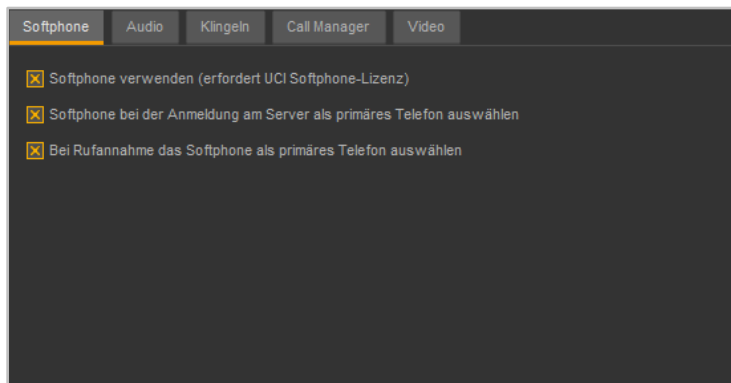 Softphone Audio Klingeln Call Manager Video
Softphone verwenden (erfordert UCI Softphone-Lizenz)
Softphone bei der Anmeldung am Server als primäres Telefon auswählen
Bei Rufannahme das Softphone als primäres Telefon auswählen